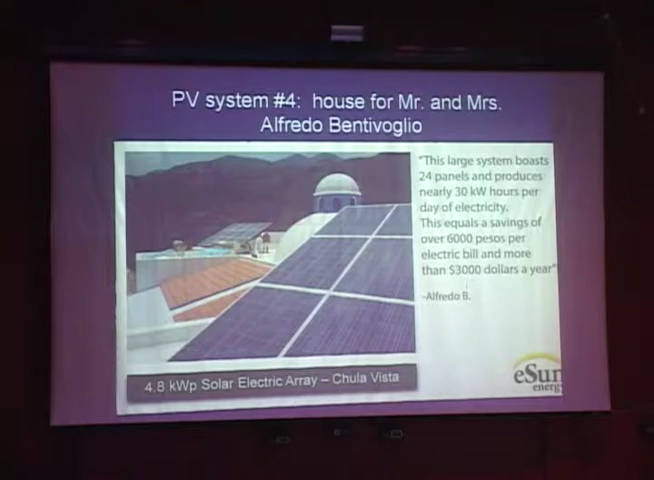 PV system #4: house for Mr. and Mrs.
Alfredo Bentivoglio
"This large system boasts
24 panels and produces
nearly 30 kW hours per
day of electricity.
This equals a savings of
over 6000 pesos per
electric bill and more
than $3000 dollars a year"
-Alfredo B.
4.8 kWp Solar Electric Array – Chula Vista
eSun
energy